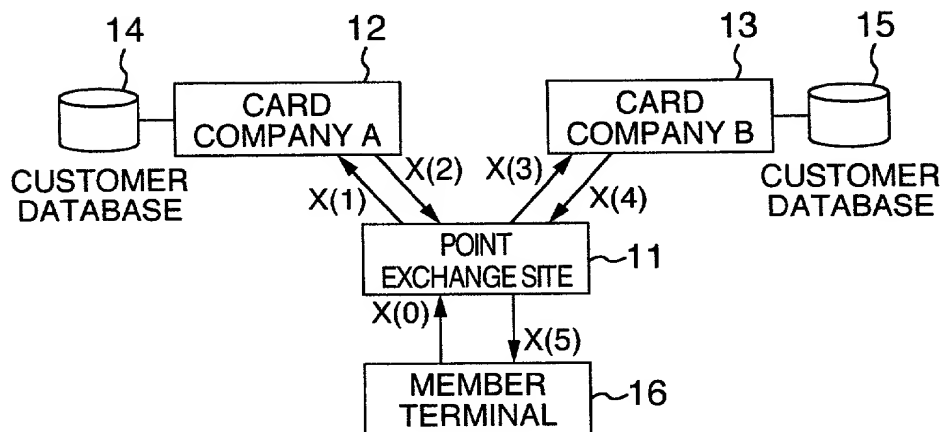 14
12
13
15
CARD
COMPANY A
CARD
COMPANY B
CUSTOMER
DATABASE
X(1)
X(2)
X(3)
X(4)
CUSTOMER
DATABASE
POINT
EXCHANGE SITE
11
X(0)
X(5)
MEMBER
TERMINAL
16